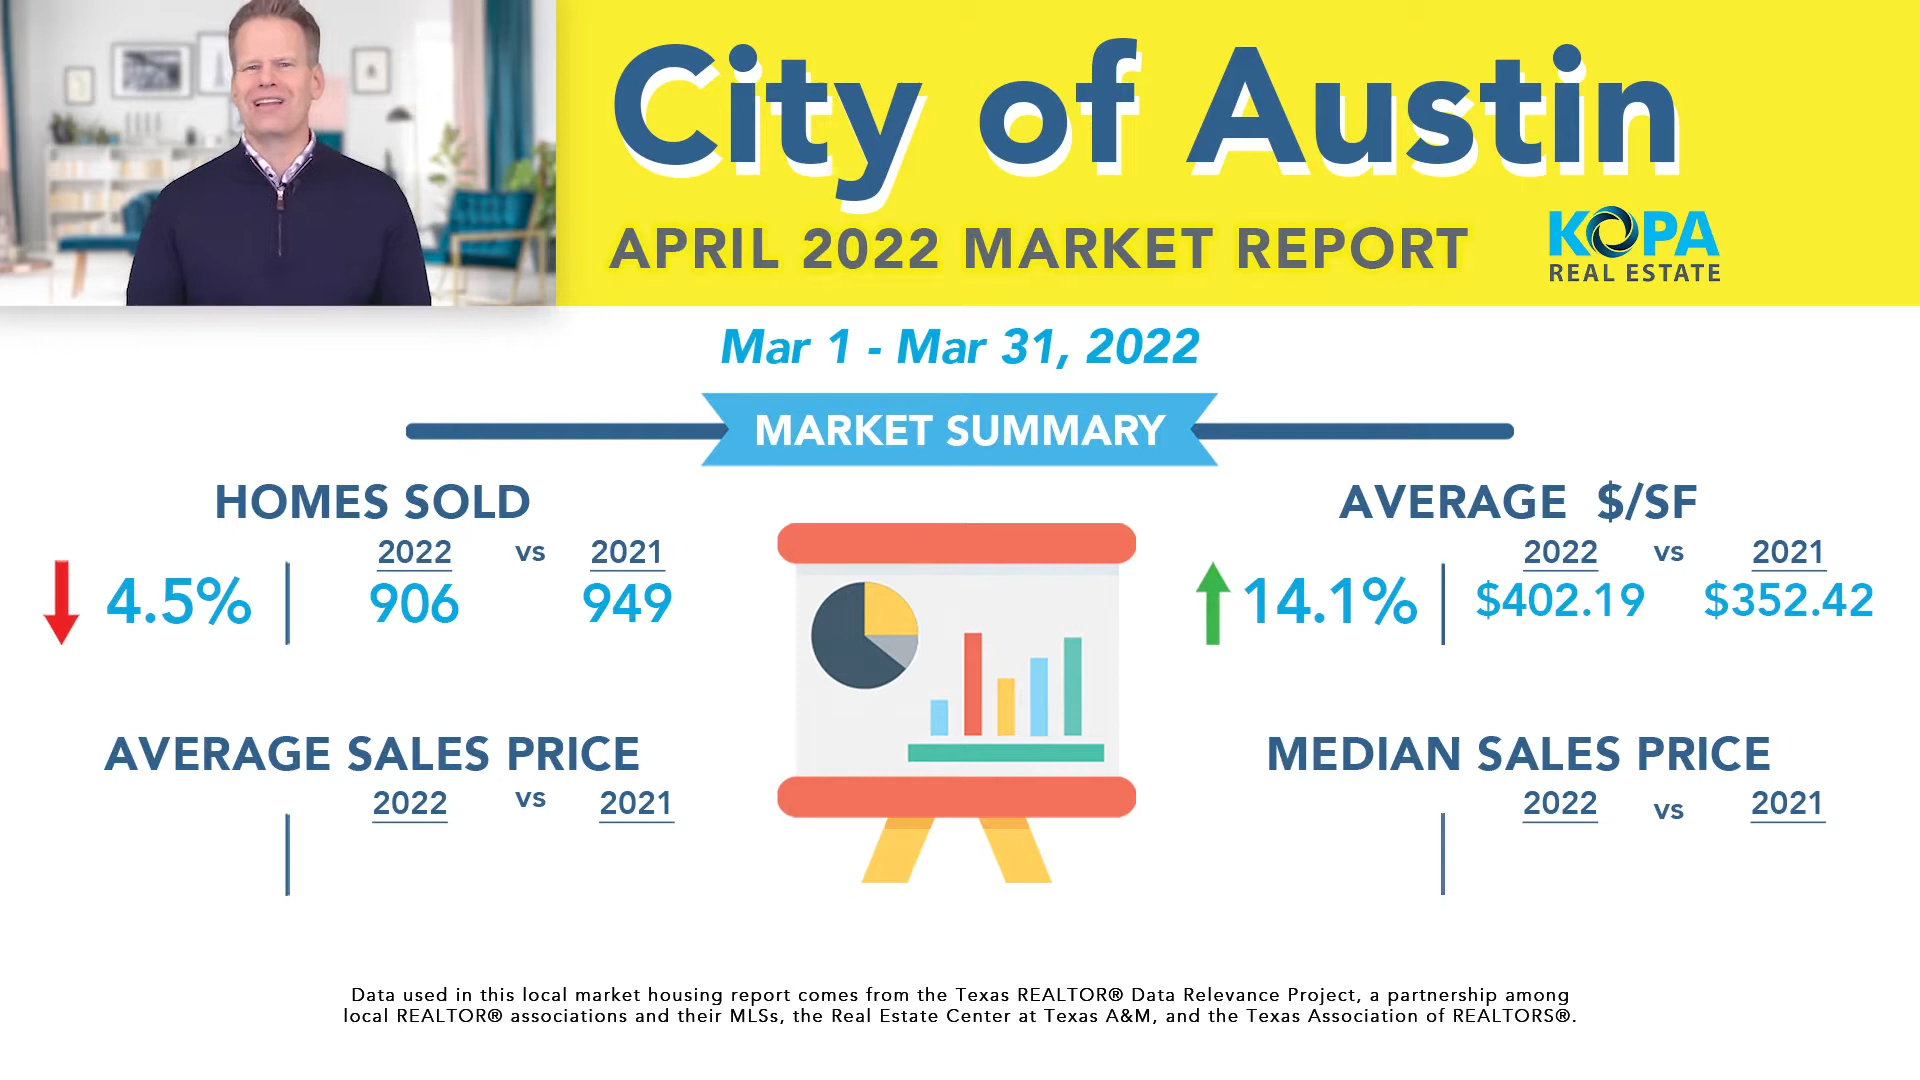 City of Austin
APRIL 2022 MARKET REPORT
KOPA
REAL ESTATE
Mar 1 - Mar 31, 2022
MARKET SUMMARY
HOMES SOLD
2022 vs 2021
4.5% 906 949
AVERAGE $/SF
2022 vs 2021
14.1% $402.19 $352.42
AVERAGE SALES PRICE
2022 vs 2021
MEDIAN SALES PRICE
2022 vs 2021
Data used in this local market housing report comes from the Texas REALTOR® Data Relevance Project, a partnership among
local REALTOR® associations and their MLSs, the Real Estate Center at Texas A&M, and the Texas Association of REALTORS®.